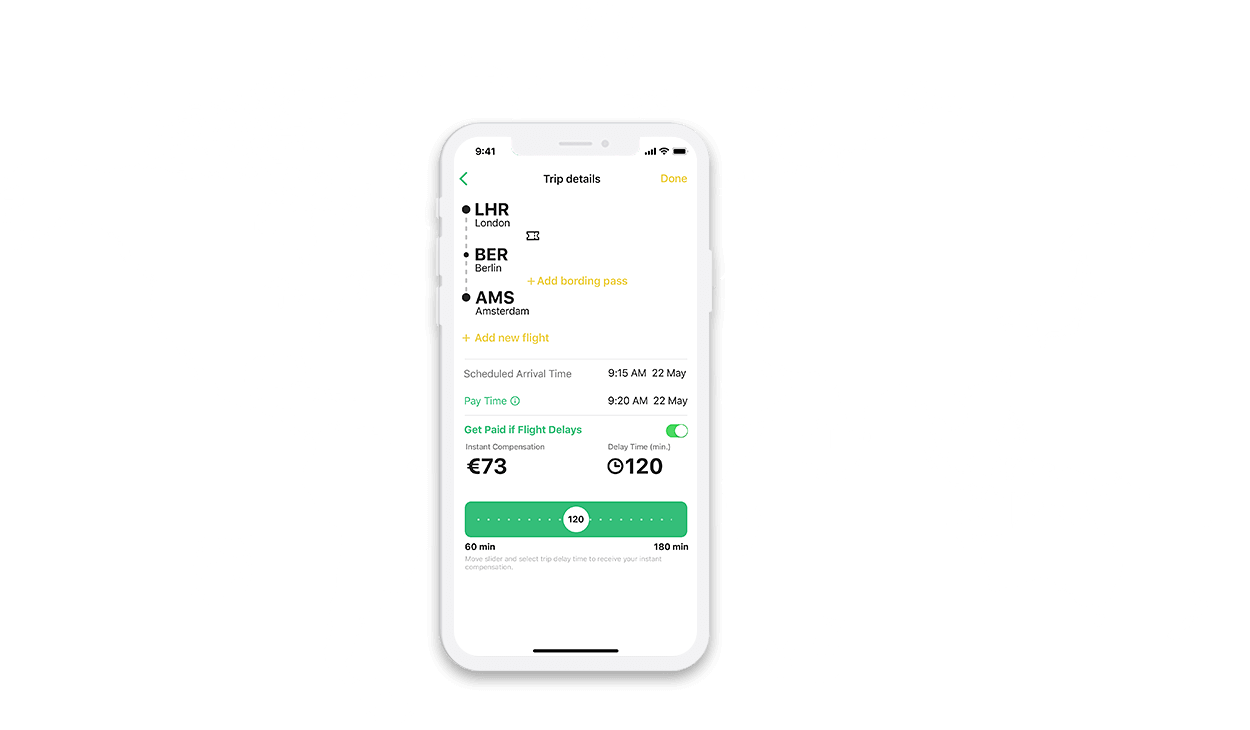 9:41
Trip details
Done
LHR
London
BER
Berlin
+Add bording pass
AMS
Amsterdam
+ Add new flight
Scheduled Arrival Time 9:15 AM 22 May
Pay Time 9:20 AM 22 May
Get Paid if Flight Delays
Instant Compensation Delay Time (min.)
€73 120
120
60 min 180 min
Move slider and select trip delay time to receive your instant
compensation.